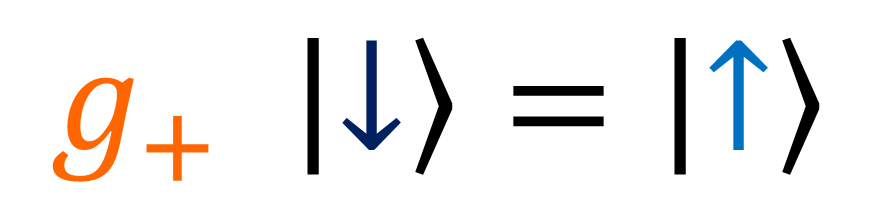 g₊ |↓⟩ = |↑⟩